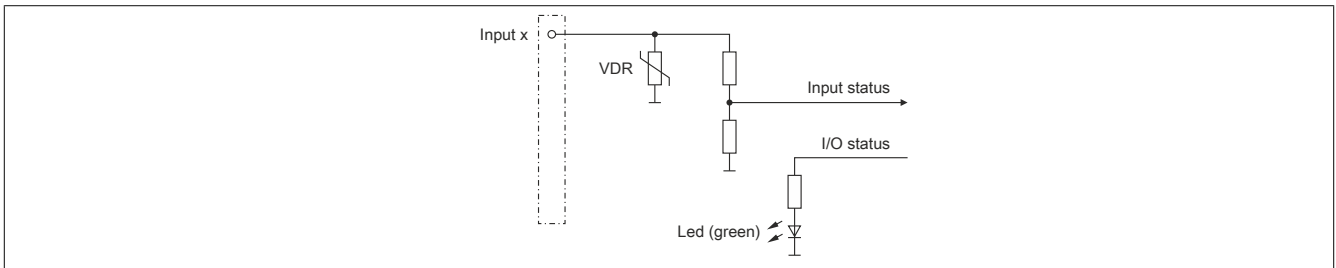 Input x
VDR
Input status
I/O status
Led (green)